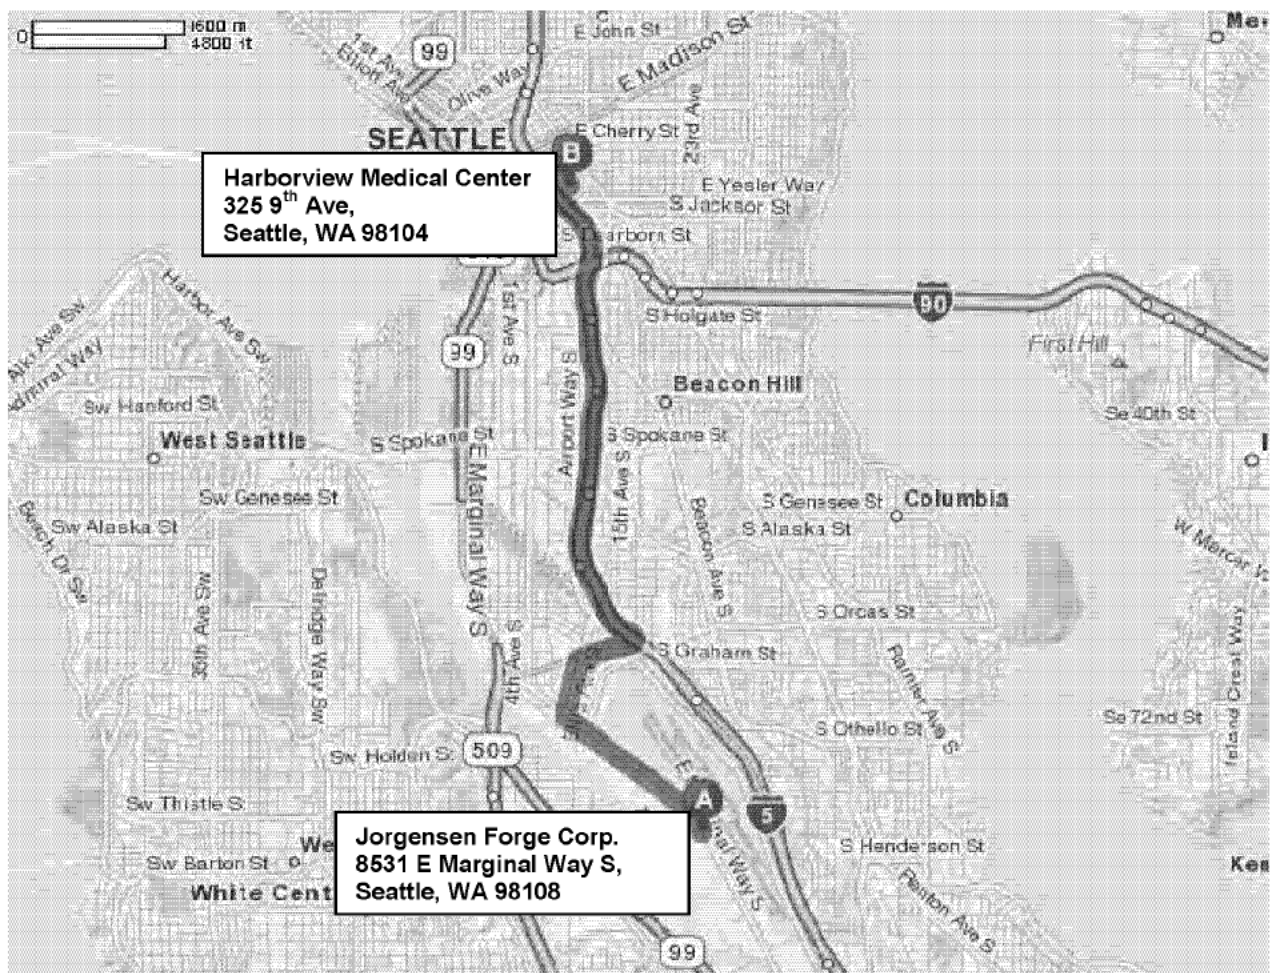 0
1600 m
4800 ft
E John St
99
1st Ave
Elliott Ave
Olive Way
E Madison St
23rd Ave
SEATTLE
E Cherry St
B
Harborview Medical Center
325 9th Ave,
Seattle, WA 98104
E Yesler Way
S Jackson St
S Dearborn St
Harbor Ave Sw
1st Ave S
90
S Holgate St
Alki Ave Sw
Admiral Way
99
First Hill
Airport Way S
Beacon Hill
Sw Hanford St
Se 40th St
West Seattle
S Spokane St
S Spokane St
E Marginal Way S
15th Ave S
Sw Genesee St
S Genesee St
Columbia
Beach Dr Sw
Sw Alaska St
S Alaska St
Beacon Ave S
W Mercer
35th Ave Sw
Delridge Way Sw
S Orcas St
4th Ave S
S Graham St
Rainier Ave S
Island Crest Way
Se 72nd St
S Othello St
Sw Holden St
509
A
5
Sw Thistle S
Jorgensen Forge Corp.
8531 E Marginal Way S,
Seattle, WA 98108
We
nal Way S
S Henderson St
Sw Barton St
White Cent
Renton Ave S
99